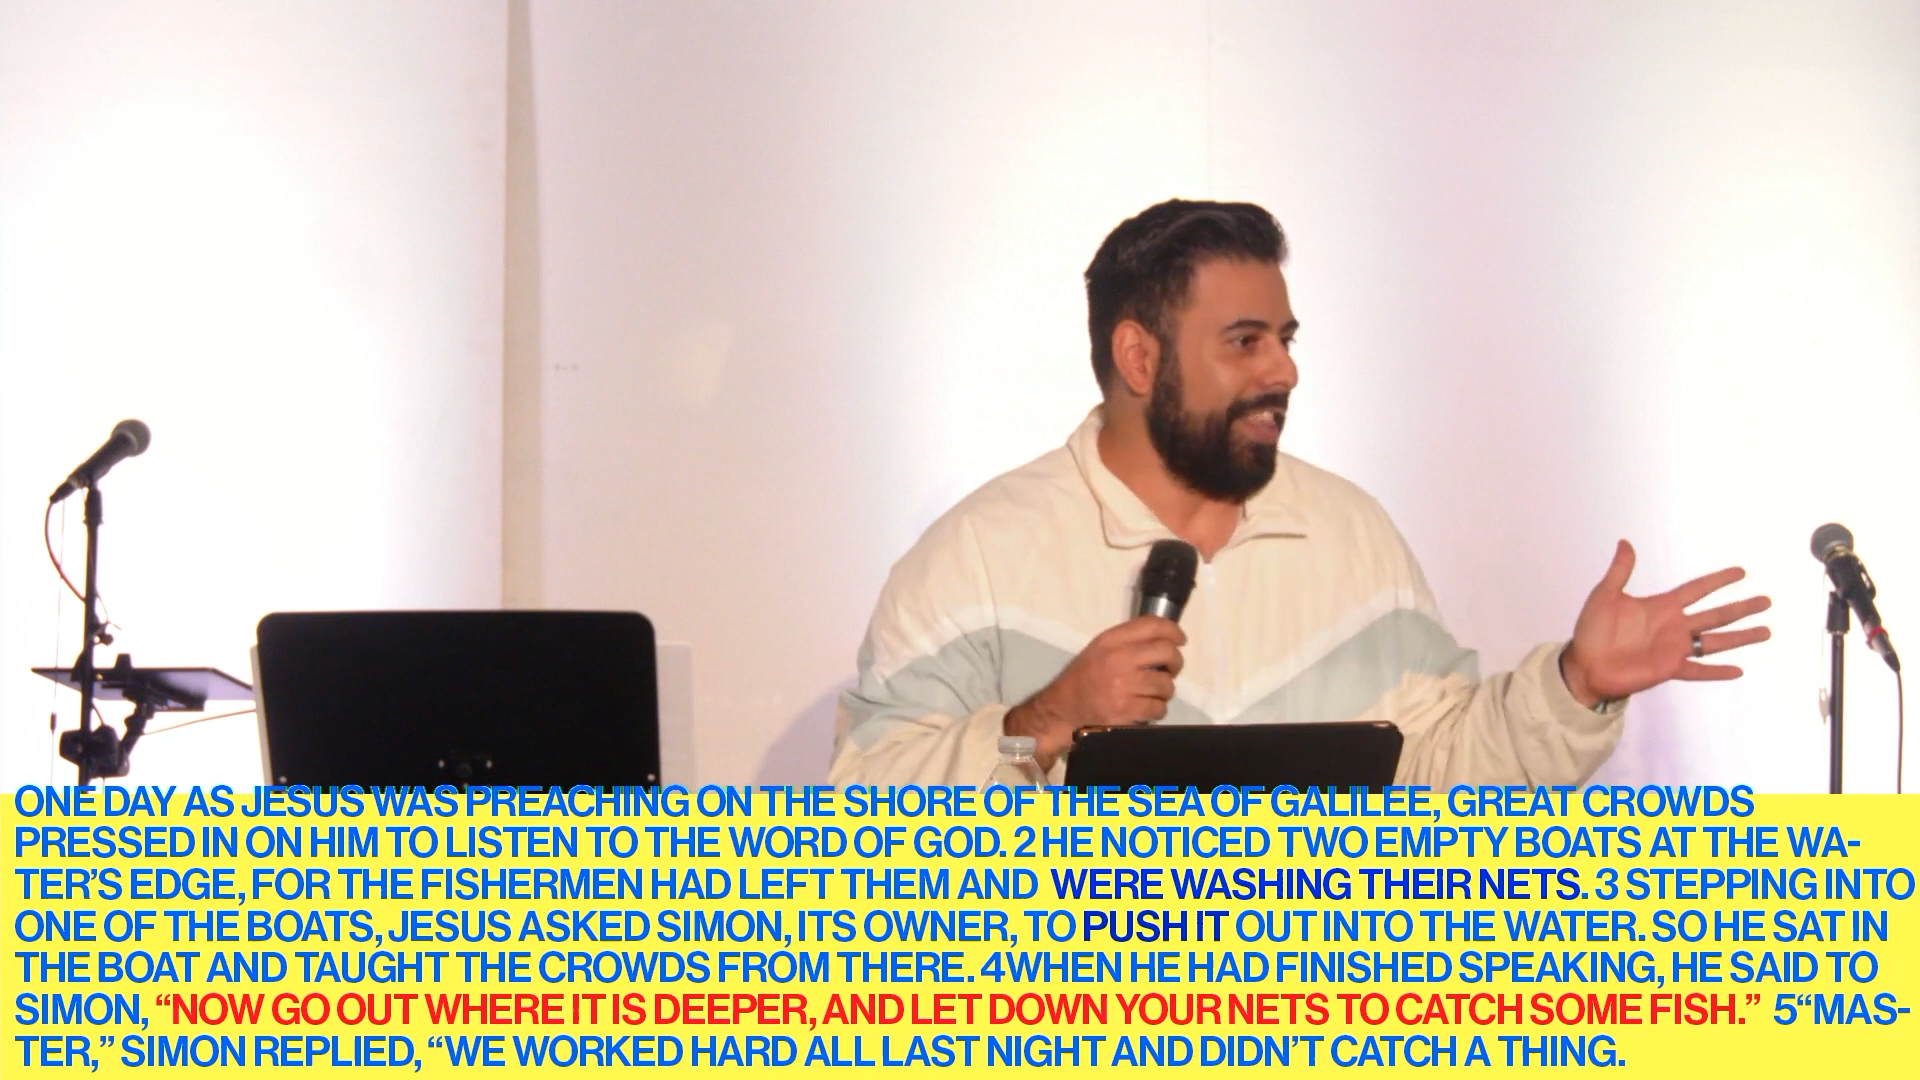 ONE DAY AS JESUS WAS PREACHING ON THE SHORE OF THE SEA OF GALILEE, GREAT CROWDS
PRESSED IN ON HIM TO LISTEN TO THE WORD OF GOD. 2 HE NOTICED TWO EMPTY BOATS AT THE WA-
TER’S EDGE, FOR THE FISHERMEN HAD LEFT THEM AND WERE WASHING THEIR NETS. 3 STEPPING INTO
ONE OF THE BOATS, JESUS ASKED SIMON, ITS OWNER, TO PUSH IT OUT INTO THE WATER. SO HE SAT IN
THE BOAT AND TAUGHT THE CROWDS FROM THERE. 4WHEN HE HAD FINISHED SPEAKING, HE SAID TO
SIMON, “NOW GO OUT WHERE IT IS DEEPER, AND LET DOWN YOUR NETS TO CATCH SOME FISH.” 5“MAS-
TER,” SIMON REPLIED, “WE WORKED HARD ALL LAST NIGHT AND DIDN’T CATCH A THING.